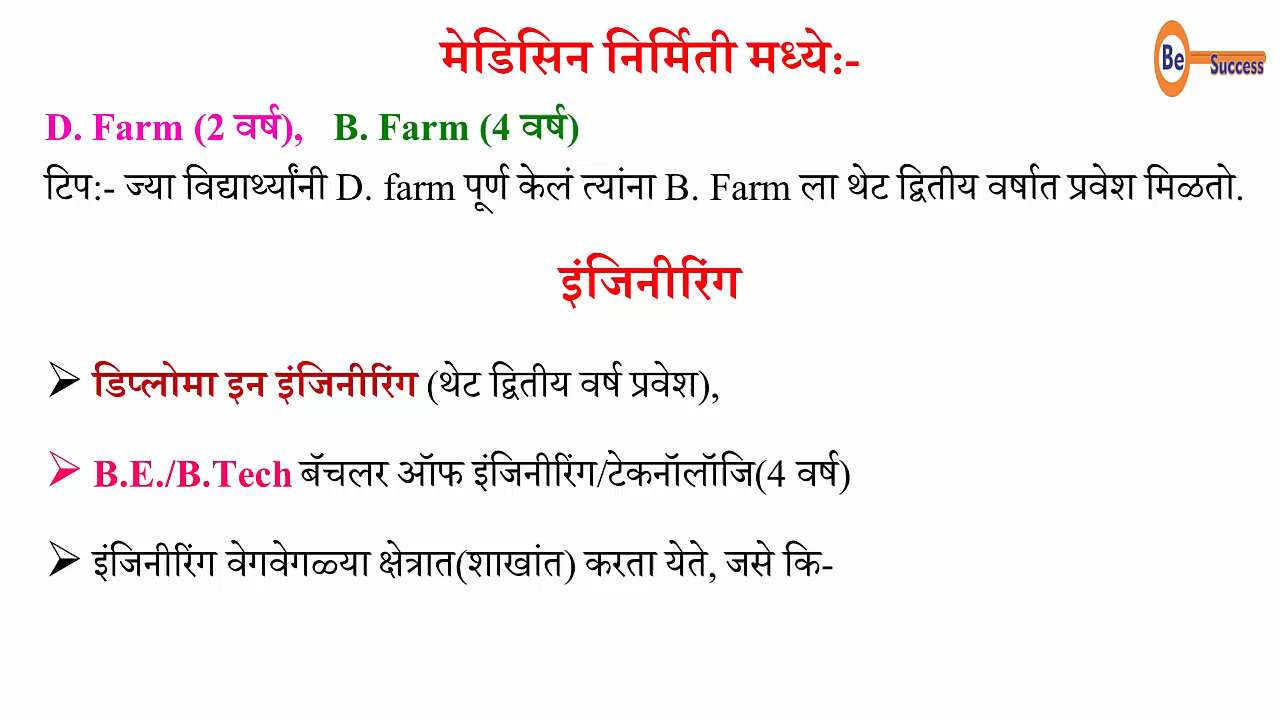 मेडिसिन निर्मिती मध्ये:-
Be Success
D. Farm (2 वर्ष), B. Farm (4 वर्ष)
टिप:- ज्या विद्यार्थ्यांनी D. farm पूर्ण केलं त्यांना B. Farm ला थेट द्वितीय वर्षात प्रवेश मिळतो.
इंजिनीरिंग
➢ डिप्लोमा इन इंजिनीरिंग (थेट द्वितीय वर्ष प्रवेश),
➢ B.E./B.Tech बॅचलर ऑफ इंजिनीरिंग/टेकनॉलॉजि(4 वर्ष)
➢ इंजिनीरिंग वेगवेगळ्या क्षेत्रात(शाखांत) करता येते, जसे कि-